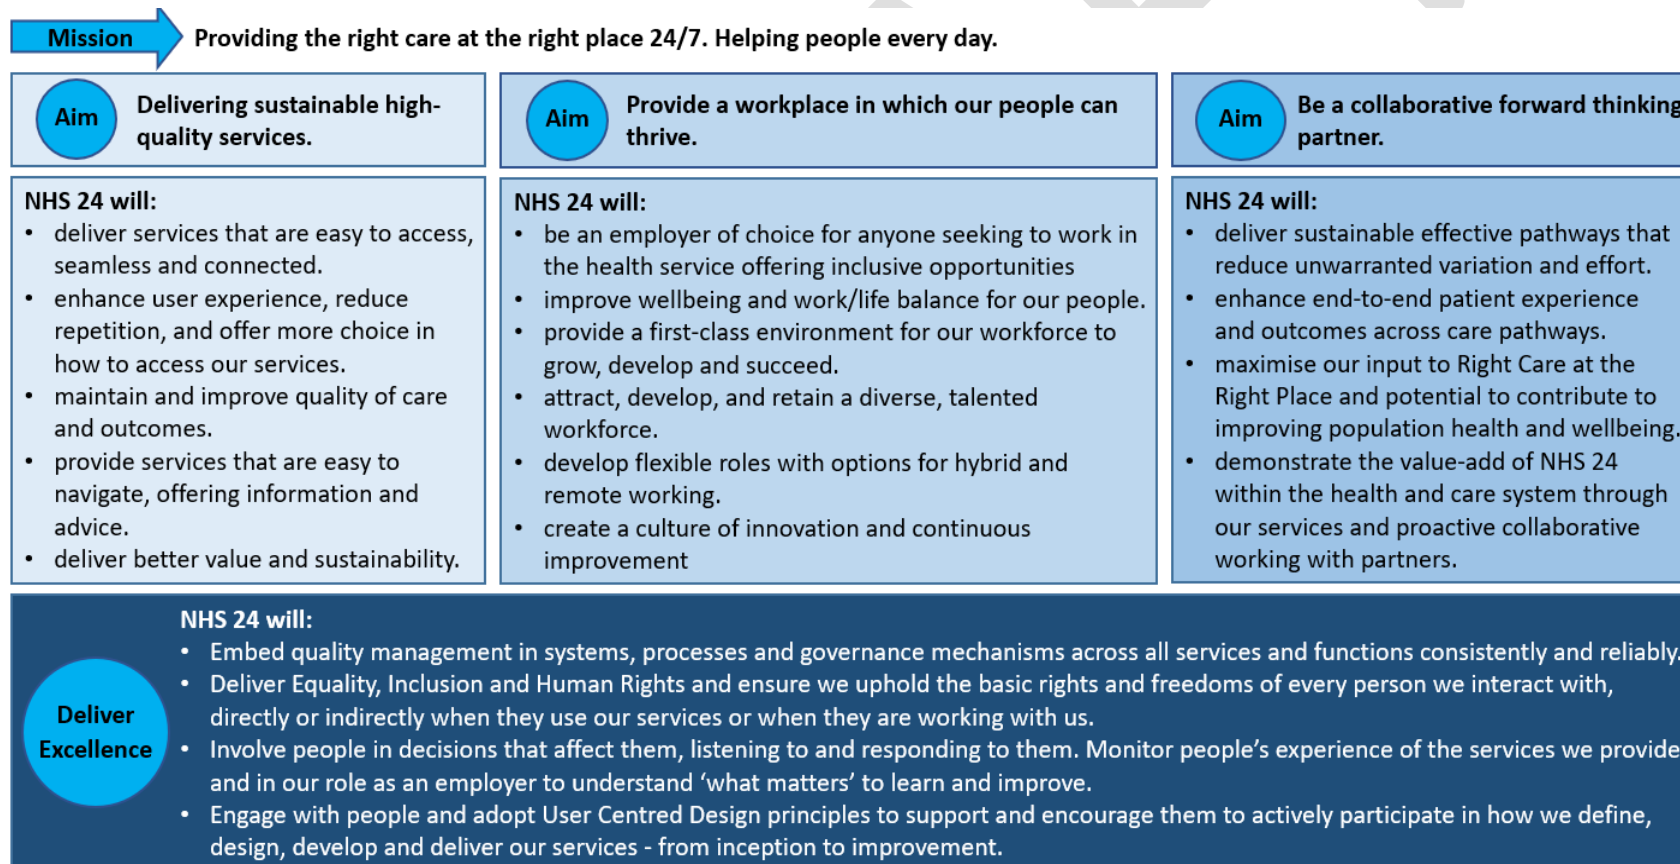 Mission
Providing the right care at the right place 24/7. Helping people every day.
Aim
Delivering sustainable high-
quality services.
NHS 24 will:
• deliver services that are easy to access,
seamless and connected.
• enhance user experience, reduce
repetition, and offer more choice in
how to access our services.
• maintain and improve quality of care
and outcomes.
• provide services that are easy to
navigate, offering information and
advice.
• deliver better value and sustainability.
Aim
Provide a workplace in which our people can
thrive.
NHS 24 will:
• be an employer of choice for anyone seeking to work in
the health service offering inclusive opportunities
• improve wellbeing and work/life balance for our people.
• provide a first-class environment for our workforce to
grow, develop and succeed.
• attract, develop, and retain a diverse, talented
workforce.
• develop flexible roles with options for hybrid and
remote working.
• create a culture of innovation and continuous
improvement
Aim
Be a collaborative forward thinking
partner.
NHS 24 will:
• deliver sustainable effective pathways that
reduce unwarranted variation and effort.
• enhance end-to-end patient experience
and outcomes across care pathways.
• maximise our input to Right Care at the
Right Place and potential to contribute to
improving population health and wellbeing.
• demonstrate the value-add of NHS 24
within the health and care system through
our services and proactive collaborative
working with partners.
Deliver
Excellence
NHS 24 will:
• Embed quality management in systems, processes and governance mechanisms across all services and functions consistently and reliably.
• Deliver Equality, Inclusion and Human Rights and ensure we uphold the basic rights and freedoms of every person we interact with,
directly or indirectly when they use our services or when they are working with us.
• Involve people in decisions that affect them, listening to and responding to them. Monitor people’s experience of the services we provide
and in our role as an employer to understand ‘what matters’ to learn and improve.
• Engage with people and adopt User Centred Design principles to support and encourage them to actively participate in how we define,
design, develop and deliver our services - from inception to improvement.